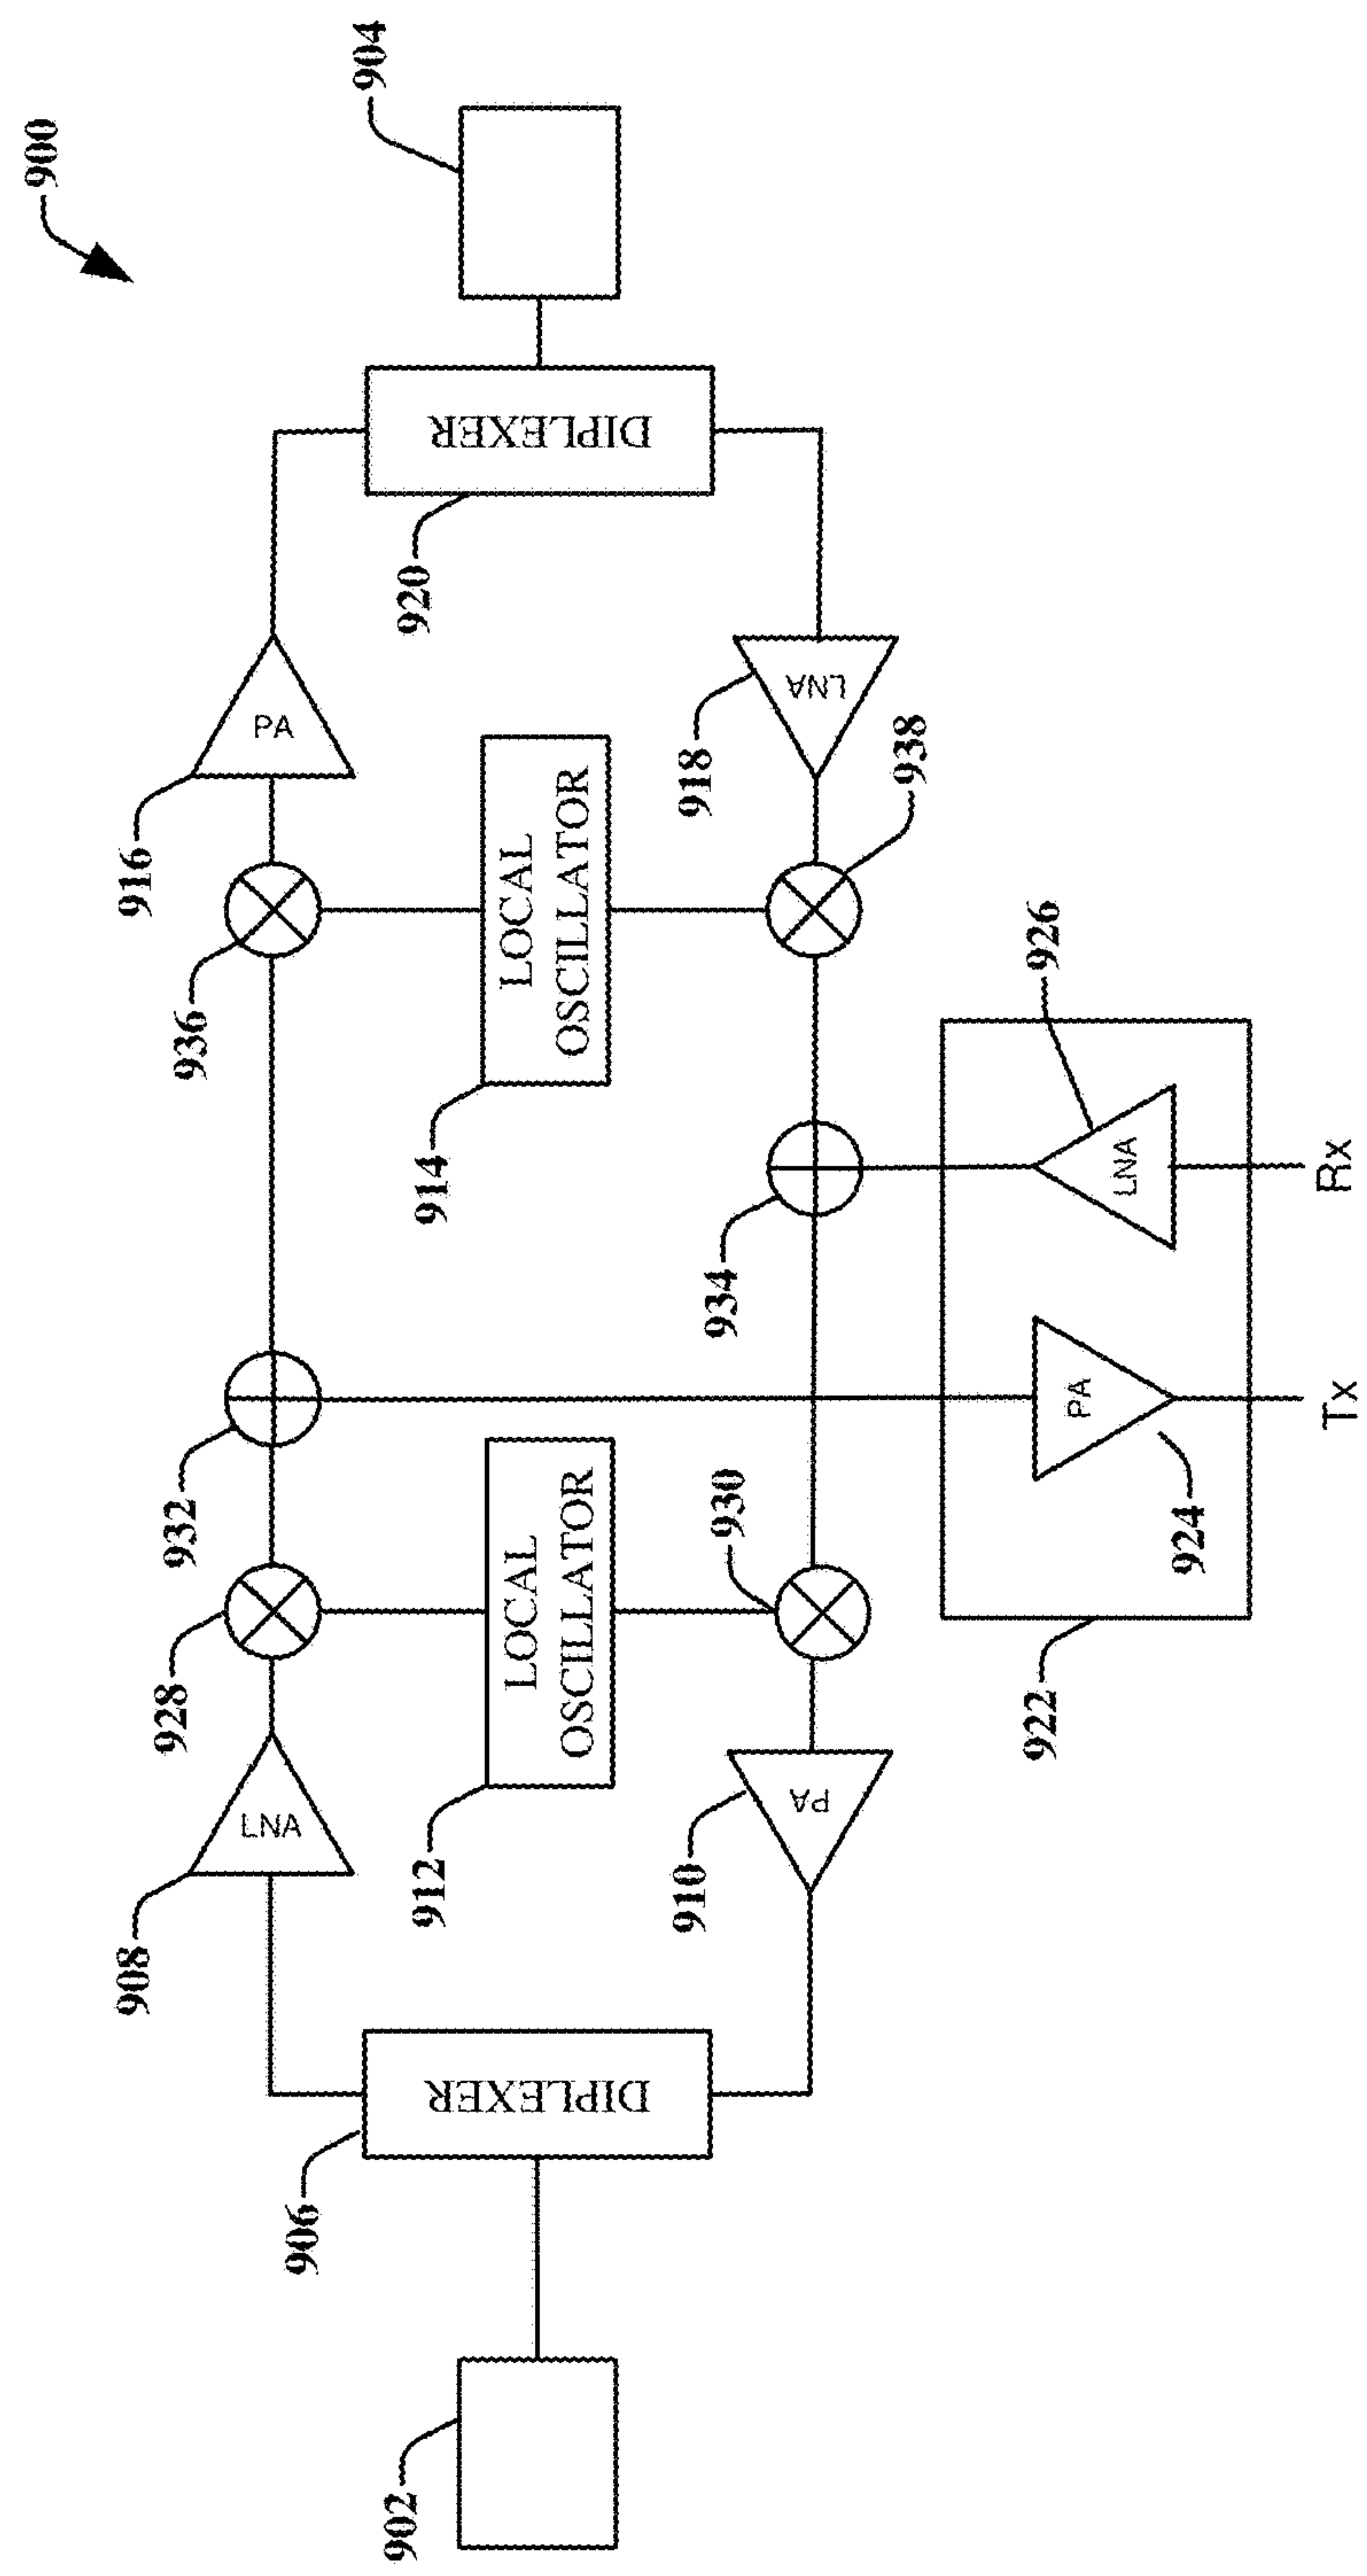 900
904
DIPLEXER
920
PA
916
LNA
918
938
936
LOCAL
OSCILLATOR
914
926
934
LNA
Rx
932
PA
Tx
924
922
930
928
LOCAL
OSCILLATOR
912
LNA
908
PA
910
DIPLEXER
906
902